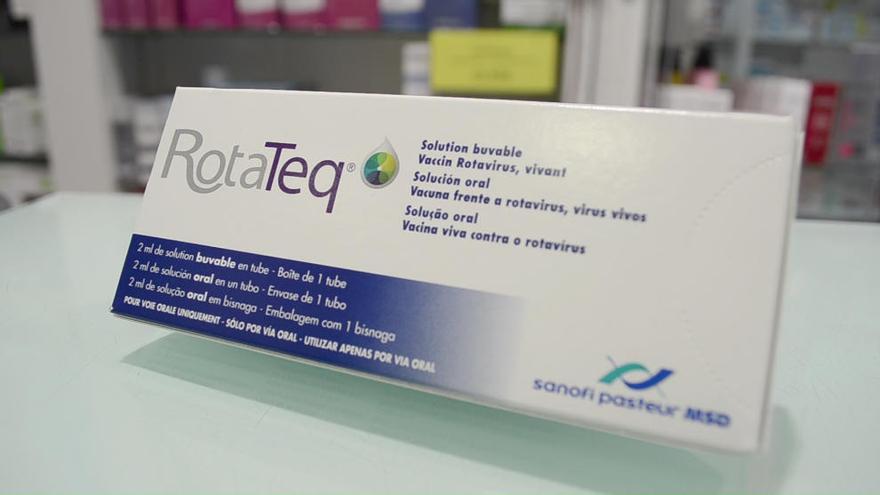 RotaTeq®
Solution buvable
Vaccin Rotavirus, vivant
Solución oral
Vacuna frente a rotavirus, virus vivos
Solução oral
Vacina viva contra o rotavírus
2 ml de solution buvable en tube - Boîte de 1 tube
2 ml de solución oral en un tubo - Envase de 1 tubo
2 ml de solução oral em bisnaga - Embalagem com 1 bisnaga
POUR VOIE ORALE UNIQUEMENT - SÓLO POR VÍA ORAL - UTILIZAR APENAS POR VIA ORAL
sanofi pasteur MSD